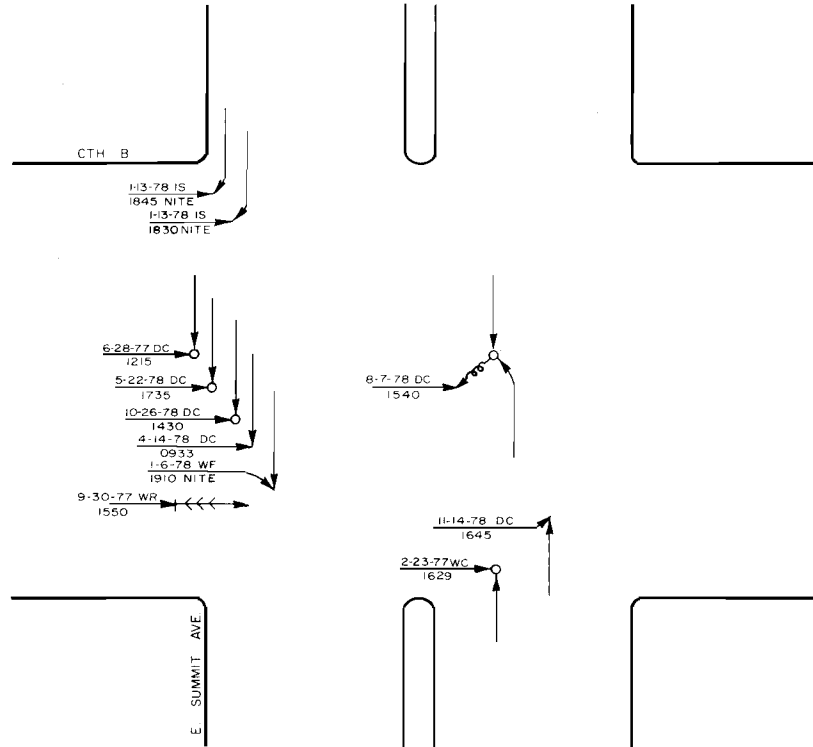 CTH B
1-13-78 IS
1845 NITE
1-13-78 IS
1830 NITE
6-28-77 DC
1215
5-22-78 DC
1735
10-26-78 DC
1430
4-14-78 DC
0933
1-6-78 WF
1910 NITE
9-30-77 WR
1550
8-7-78 DC
1540
11-14-78 DC
1645
2-23-77 WC
1629
E. SUMMIT AVE.